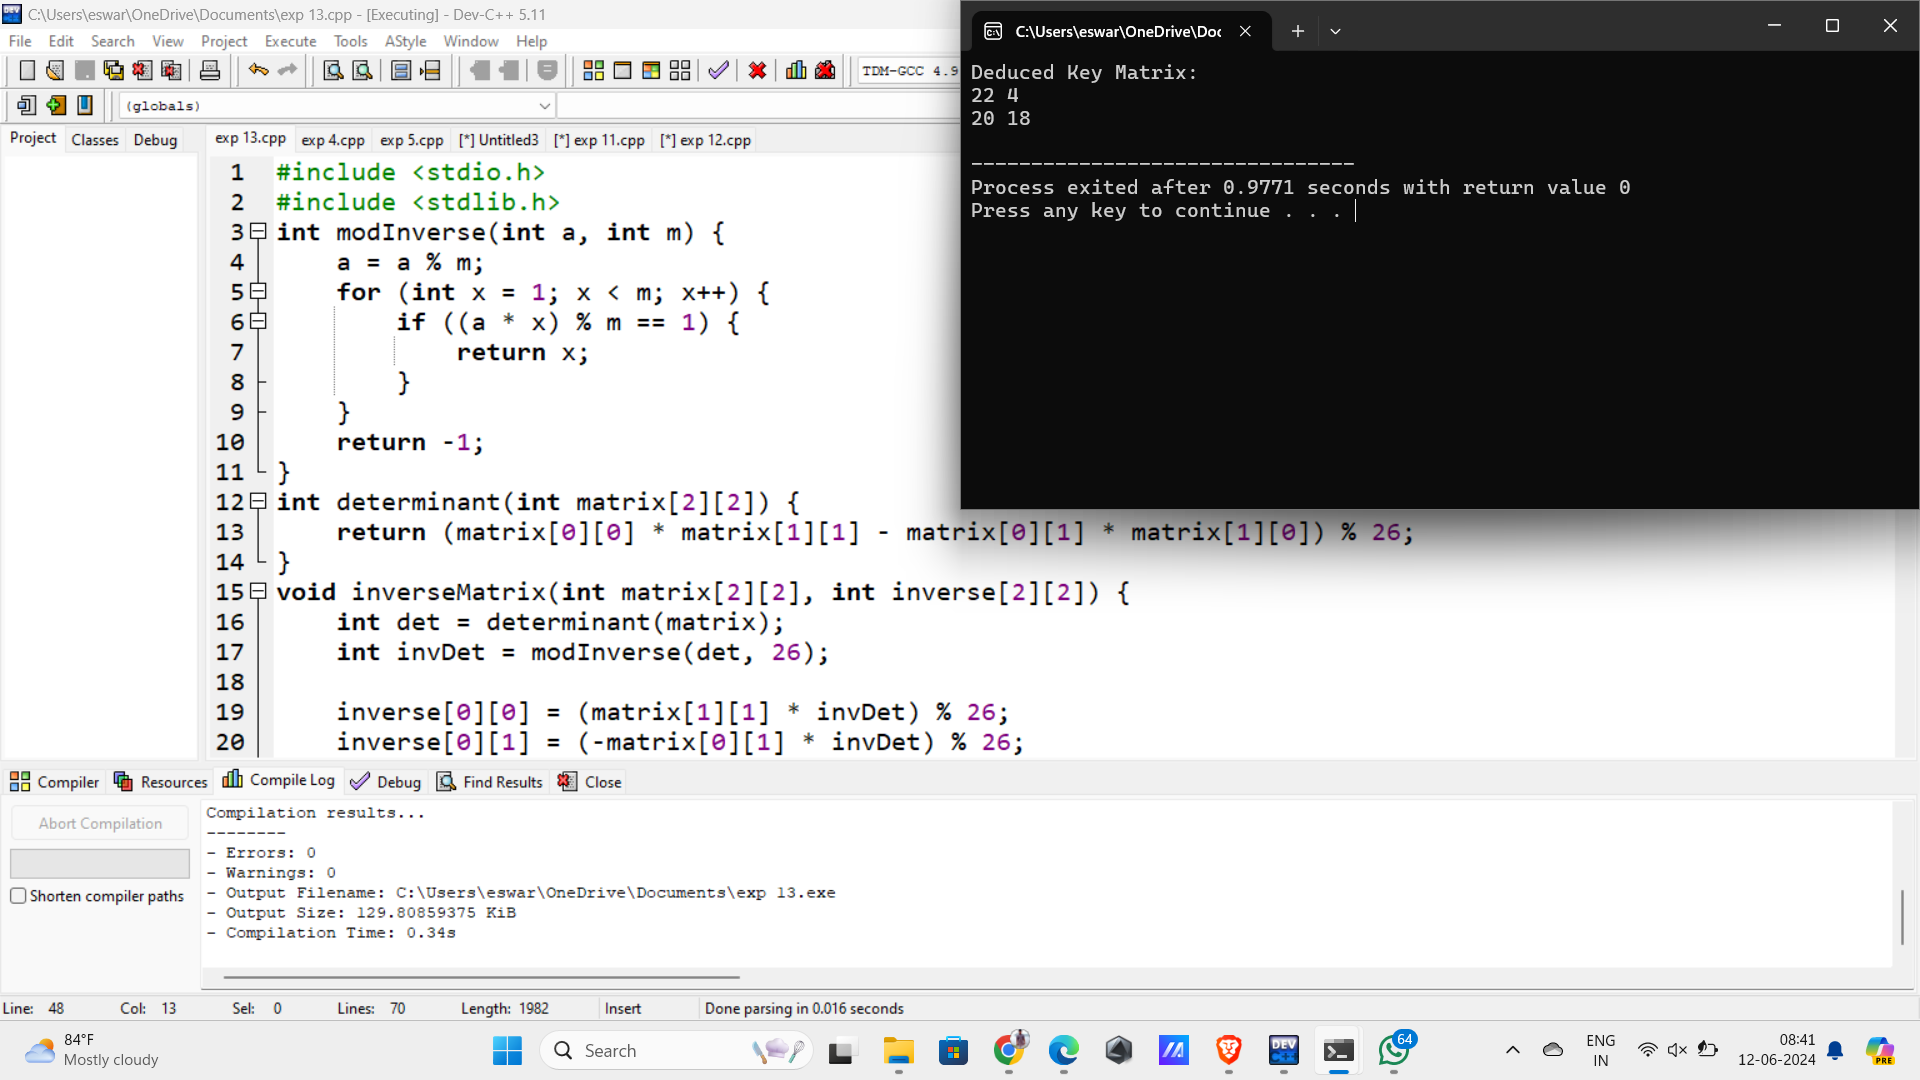 C:\Users\eswar\OneDrive\Documents\exp 13.cpp - [Executing] - Dev-C++ 5.11
File Edit Search View Project Execute Tools AStyle Window Help
TDM-GCC 4.9
(globals)
Project Classes Debug
exp 13.cpp exp 4.cpp exp 5.cpp [*] Untitled3 [*] exp 11.cpp [*] exp 12.cpp
1 #include <stdio.h>
2 #include <stdlib.h>
3 int modInverse(int a, int m) {
4 a = a % m;
5 for (int x = 1; x < m; x++) {
6 if ((a * x) % m == 1) {
7 return x;
8 }
9 }
10 return -1;
11 }
12 int determinant(int matrix[2][2]) {
13 return (matrix[0][0] * matrix[1][1] - matrix[0][1] * matrix[1][0]) % 26;
14 }
15 void inverseMatrix(int matrix[2][2], int inverse[2][2]) {
16 int det = determinant(matrix);
17 int invDet = modInverse(det, 26);
18
19 inverse[0][0] = (matrix[1][1] * invDet) % 26;
20 inverse[0][1] = (-matrix[0][1] * invDet) % 26;
C:\Users\eswar\OneDrive\Doc
Deduced Key Matrix:
22 4
20 18
--------------------------------
Process exited after 0.9771 seconds with return value 0
Press any key to continue . . .
Compiler Resources Compile Log Debug Find Results Close
Abort Compilation
Shorten compiler paths
Compilation results...
--------
- Errors: 0
- Warnings: 0
- Output Filename: C:\Users\eswar\OneDrive\Documents\exp 13.exe
- Output Size: 129.80859375 KiB
- Compilation Time: 0.34s
Line: 48 Col: 13 Sel: 0 Lines: 70 Length: 1982 Insert Done parsing in 0.016 seconds
84°F
Mostly cloudy
Search
DEV
64
ENG
IN
08:41
12-06-2024
PRE